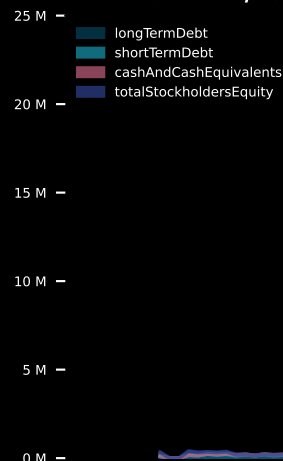 25 M
longTermDebt
shortTermDebt
cashAndCashEquivalents
totalStockholdersEquity
20 M
15 M
10 M
5 M
0 M